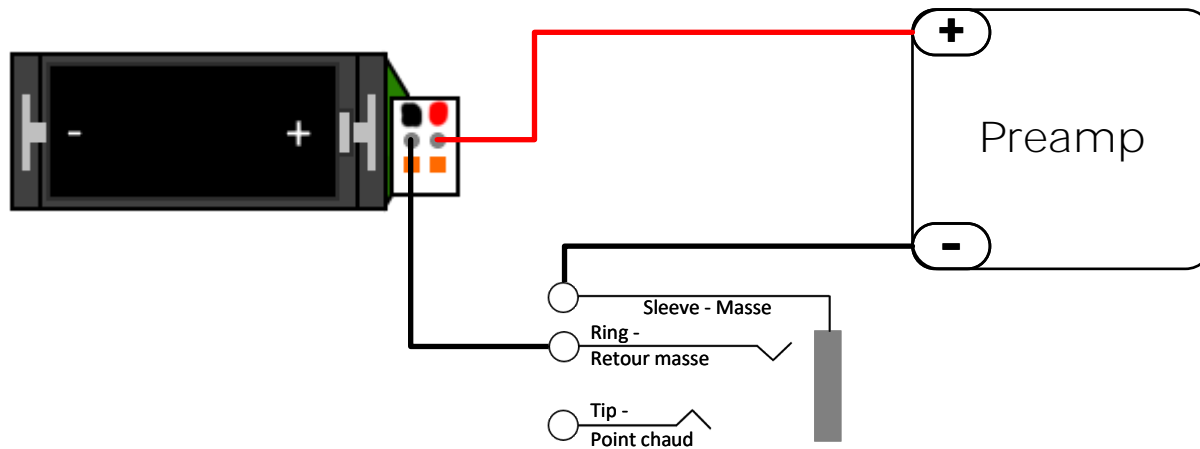 - +
+
Preamp
-
Sleeve - Masse
Ring -
Retour masse
Tip -
Point chaud